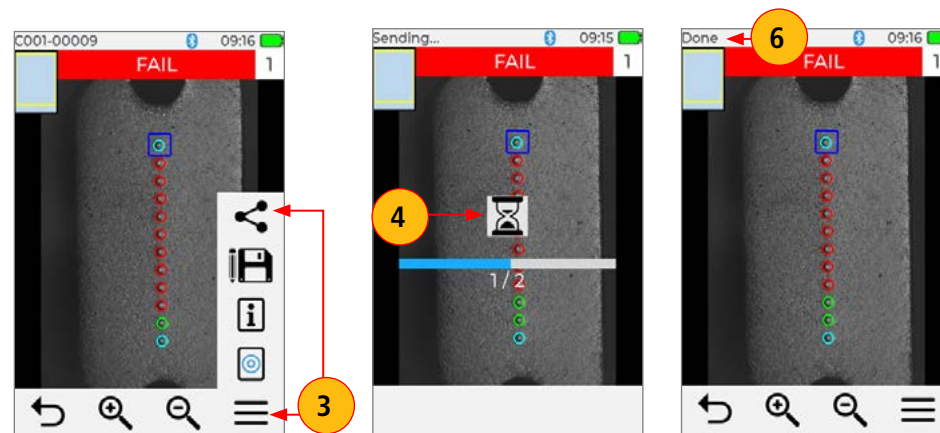 C001-00009 09:16
FAIL 1
3
Sending... 09:15
FAIL 1
4
1 / 2
Done 6 09:16
FAIL 1